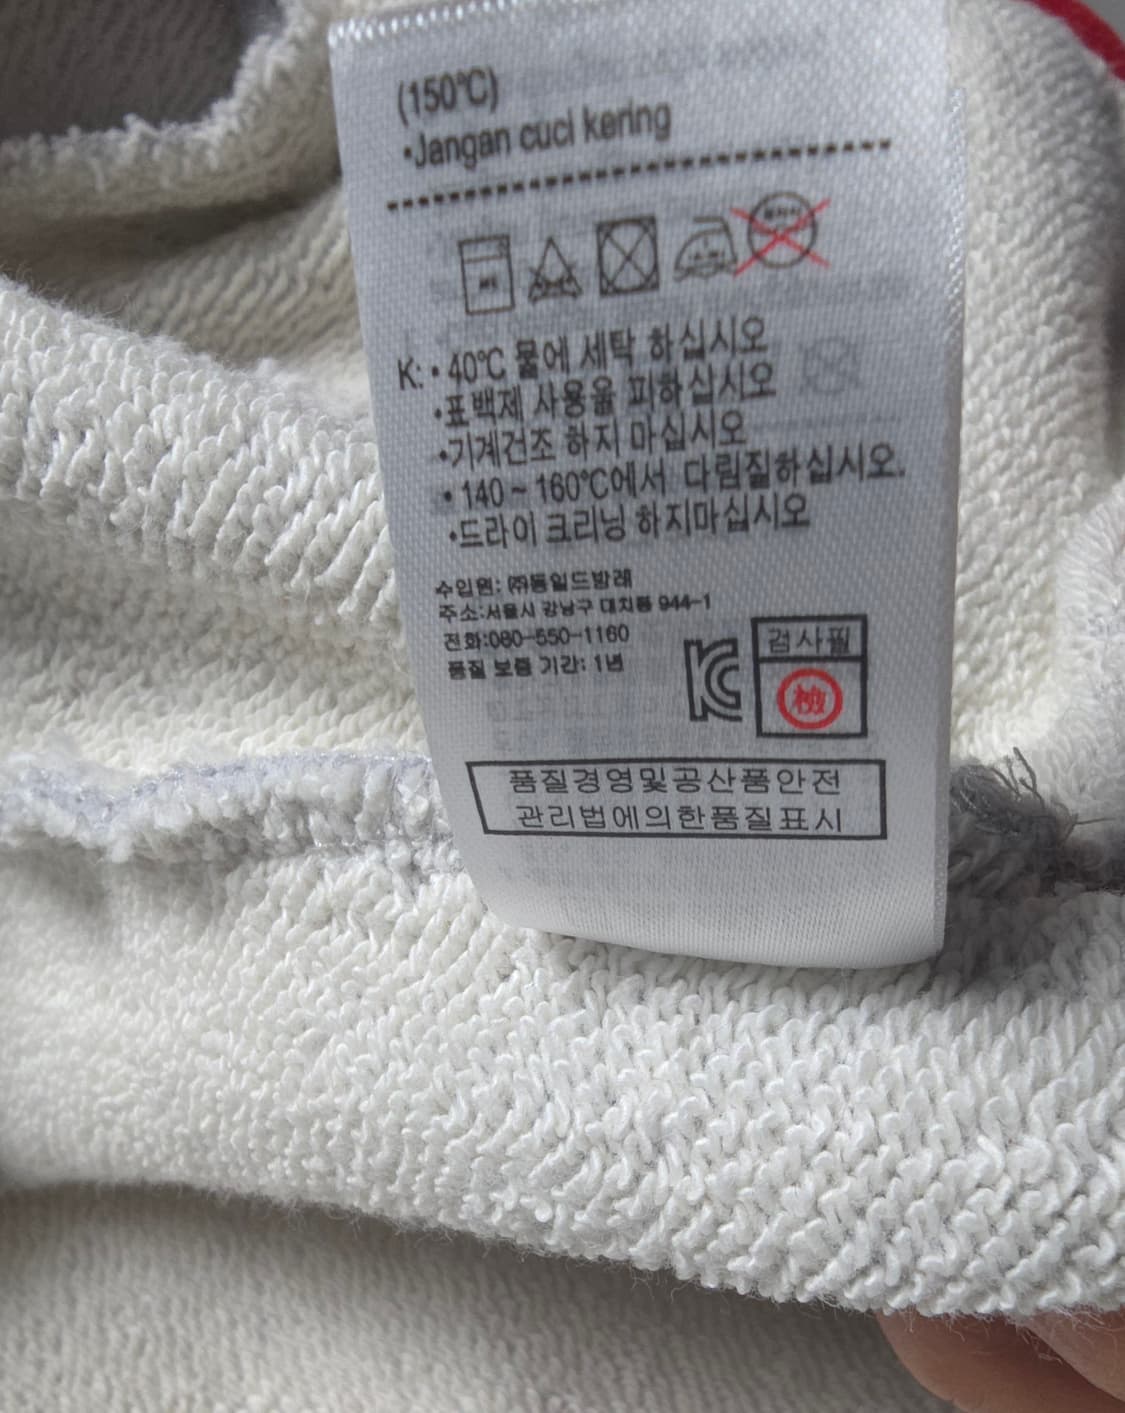 (150℃)
•Jangan cuci kering
K: • 40℃ 물에 세탁 하십시오
•표백제 사용을 피하십시오
•기계건조 하지 마십시오
• 140 ~ 160℃에서 다림질하십시오.
•드라이 크리닝 하지마십시오
수입원: ㈜동일드방레
주소:서울시 강남구 대치동 944-1
전화:080-550-1160
품질 보증 기간: 1년
검사필
檢
품질경영및공산품안전
관리법에의한품질표시